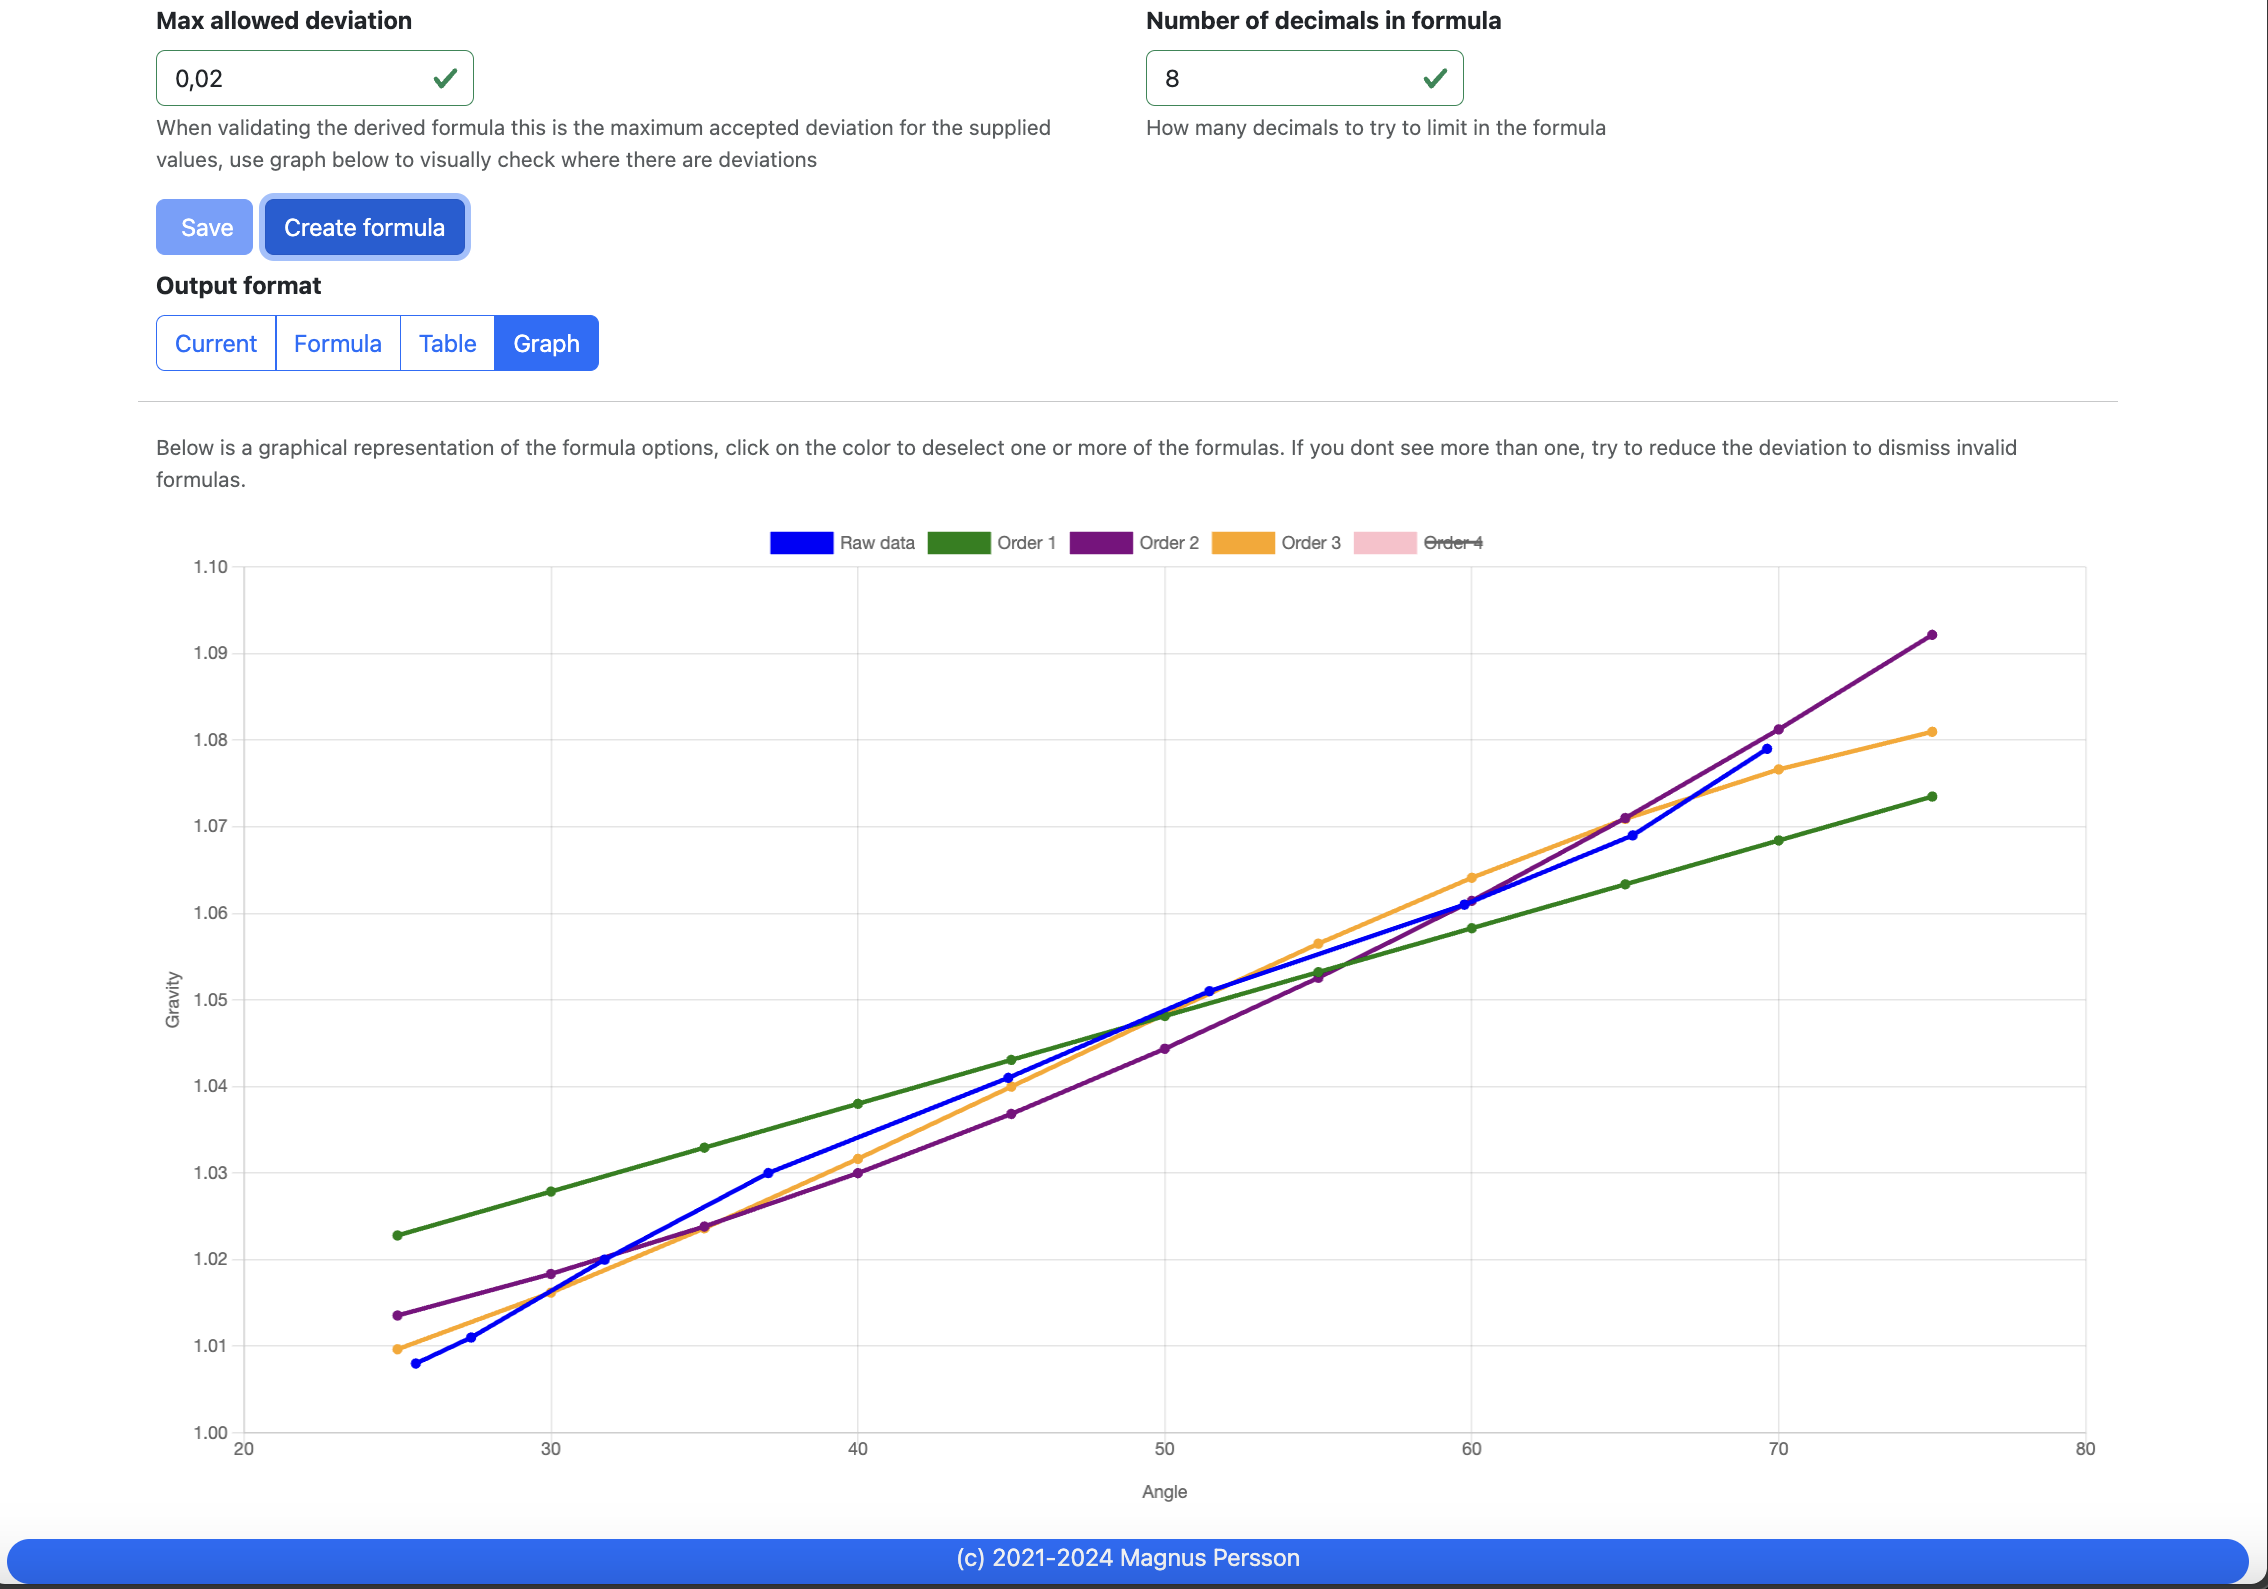 Max allowed deviation
Number of decimals in formula
0,02
8
When validating the derived formula this is the maximum accepted deviation for the supplied
values, use graph below to visually check where there are deviations
How many decimals to try to limit in the formula
Save
Create formula
Output format
Current
Formula
Table
Graph
Below is a graphical representation of the formula options, click on the color to deselect one or more of the formulas. If you dont see more than one, try to reduce the deviation to dismiss invalid
formulas.
Raw data
Order 1
Order 2
Order 3
Order 4
1.10
1.09
1.08
1.07
1.06
1.05
1.04
1.03
1.02
1.01
1.00
Gravity
20
30
40
50
60
70
80
Angle
(c) 2021-2024 Magnus Persson